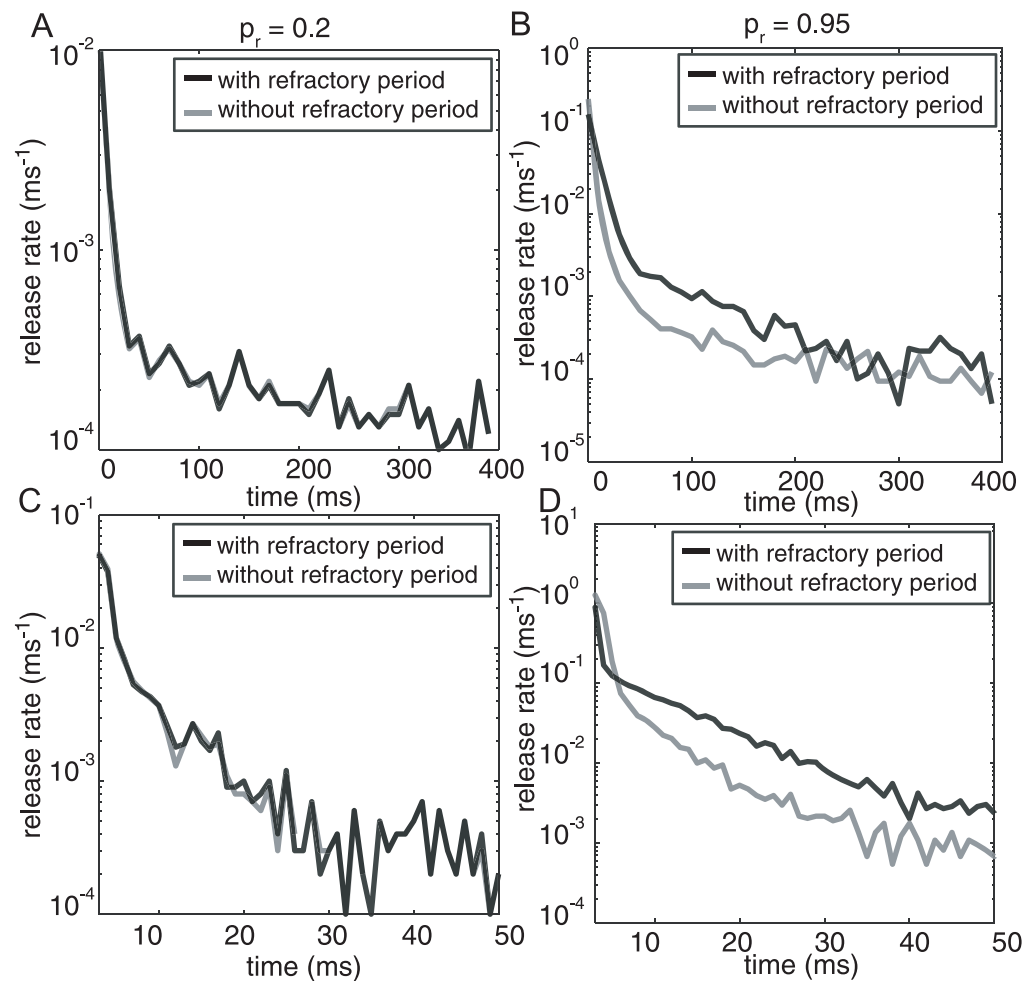 A
p_r = 0.2
with refractory period
without refractory period
10^-2
10^-3
10^-4
release rate (ms^-1)
0 100 200 300 400
time (ms)
B
p_r = 0.95
with refractory period
without refractory period
10^0
10^-1
10^-2
10^-3
10^-4
10^-5
release rate (ms^-1)
0 100 200 300 400
time (ms)
C
with refractory period
without refractory period
10^-1
10^-2
10^-3
10^-4
release rate (ms^-1)
10 20 30 40 50
time (ms)
D
with refractory period
without refractory period
10^1
10^0
10^-1
10^-2
10^-3
10^-4
release rate (ms^-1)
10 20 30 40 50
time (ms)